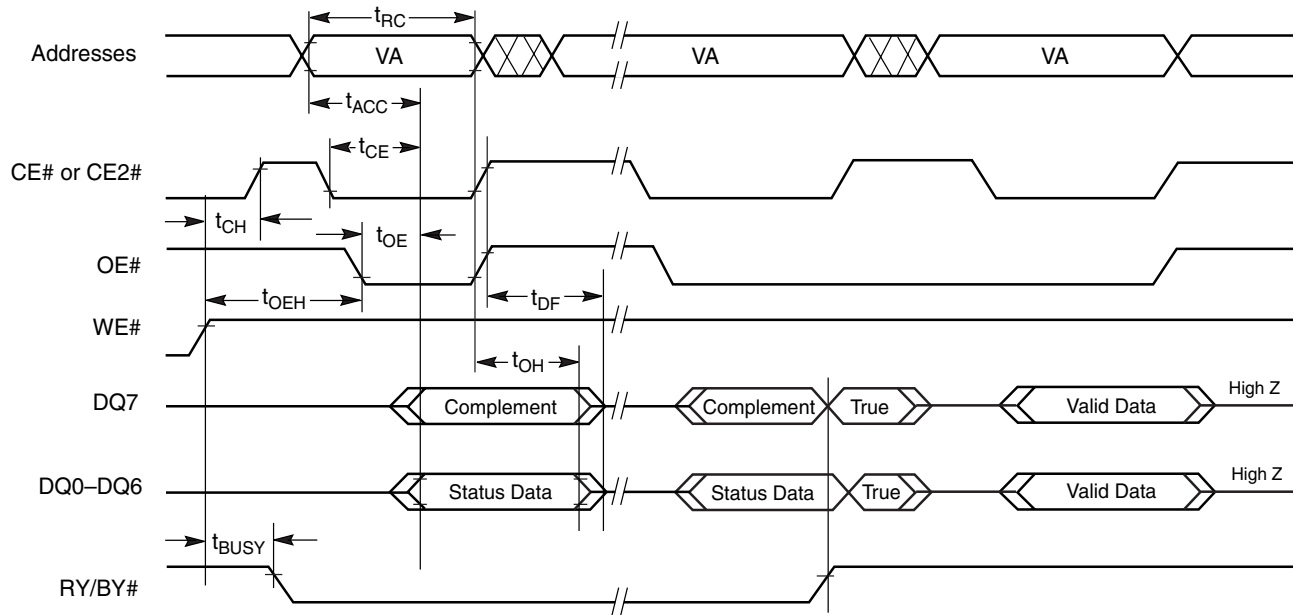 tRC
Addresses VA VA VA
tACC
tCE
CE# or CE2#
tCH
tOE
OE#
tOEH
tDF
WE#
tOH
DQ7 Complement Complement True Valid Data High Z
DQ0–DQ6 Status Data Status Data True Valid Data High Z
tBUSY
RY/BY#